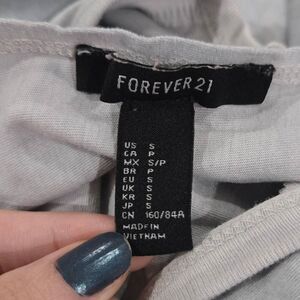 FOREVER 21
US S
CA P
MX S/P
BR P
EU S
UK S
KR S
JP S
CN 160/84A
MADE IN
VIETNAM